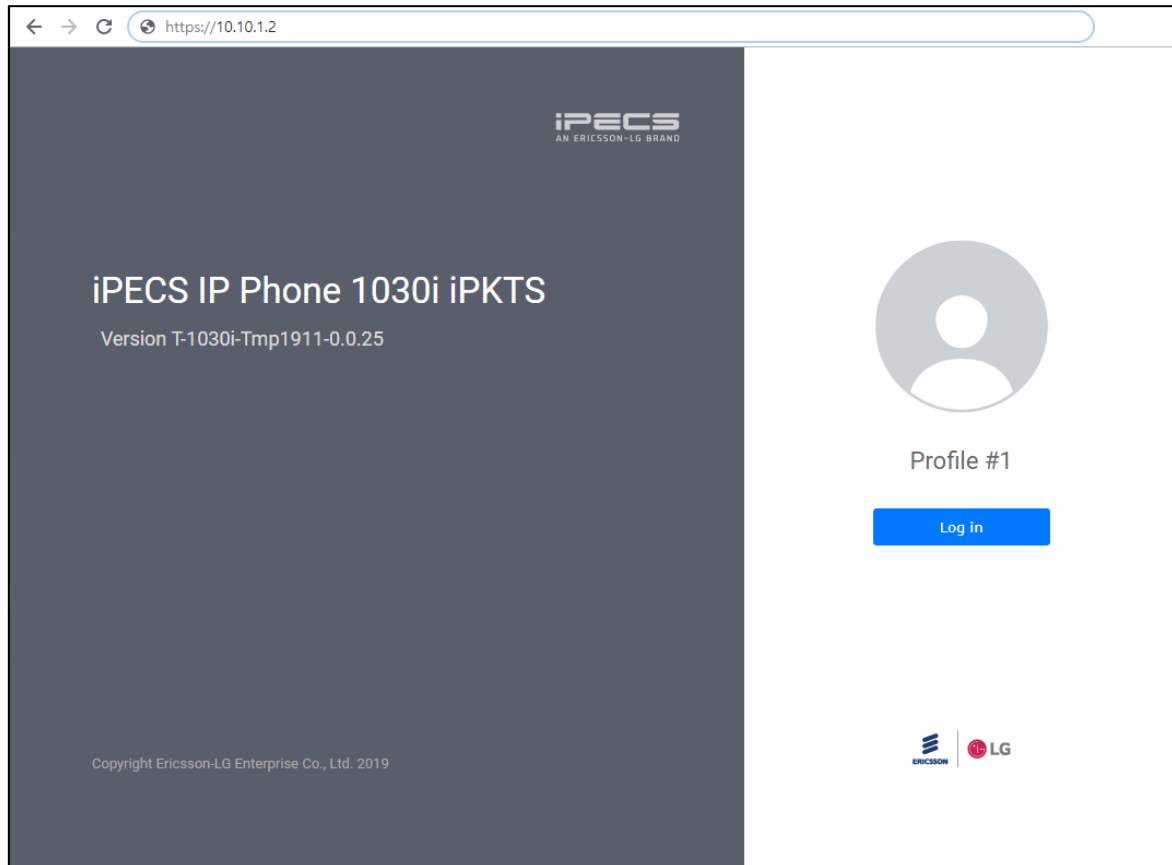 https://10.10.1.2
iPECS
AN ERICSSON-LG BRAND
iPECS IP Phone 1030i iPKTS
Version T-1030i-Tmp1911-0.0.25
Profile #1
Log in
Copyright Ericsson-LG Enterprise Co., Ltd. 2019
ERICSSON
LG